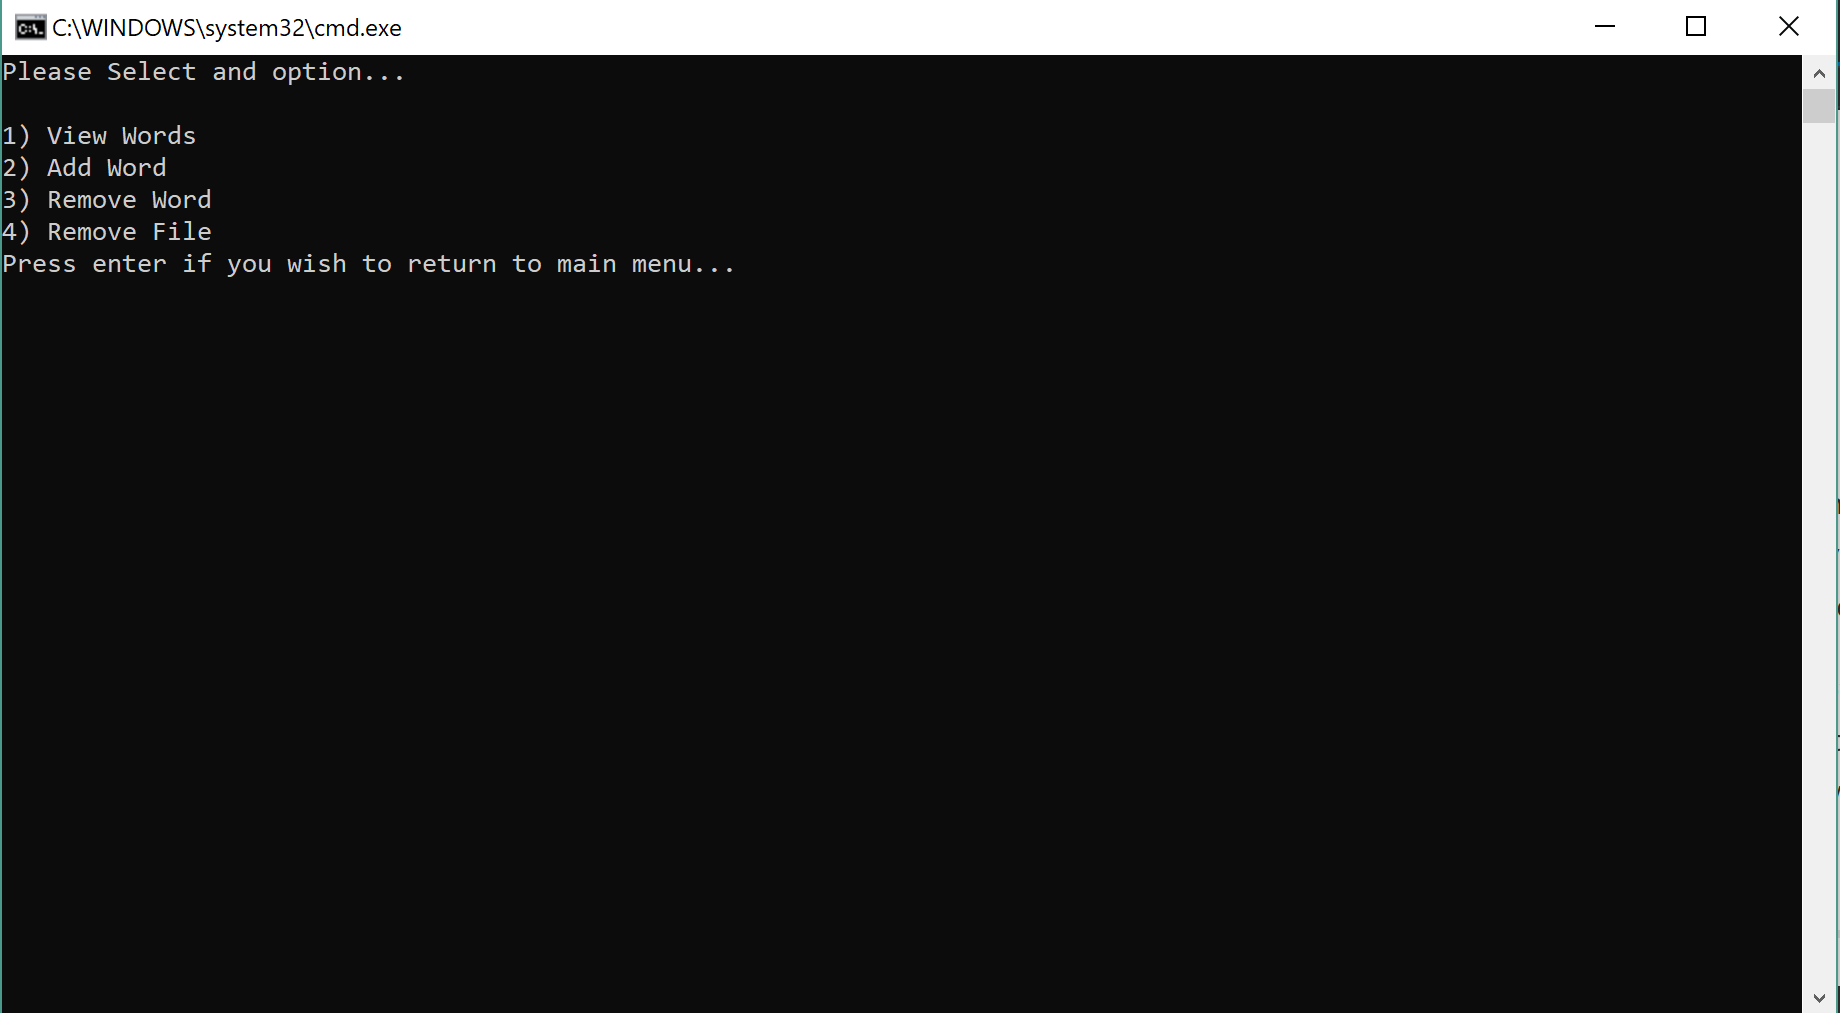 C:\WINDOWS\system32\cmd.exe
Please Select and option...
1) View Words
2) Add Word
3) Remove Word
4) Remove File
Press enter if you wish to return to main menu...